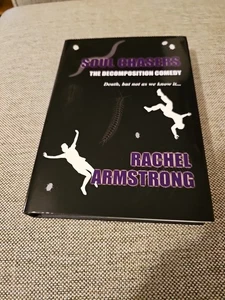 SOUL CHASERS
THE DECOMPOSITION COMEDY
Death, but not as we know it...
RACHEL
ARMSTRONG